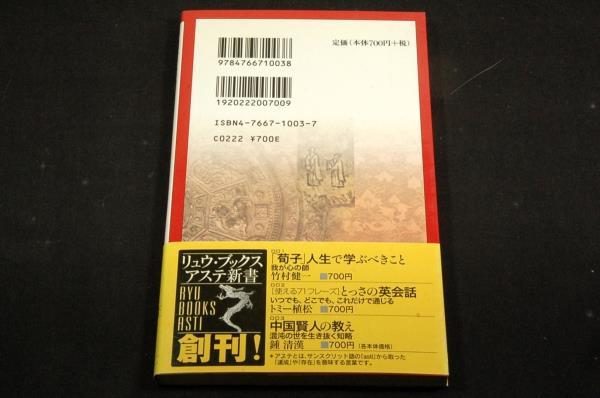 定価(本体700円+税)
9784766710038
1920222007009
ISBN4-7667-1003-7
C0222 ¥700E
リュウ・ブックス
アステ新書
RYU
BOOKS
ASTI
創刊!
001
「荀子」人生で学ぶべきこと
我が心の師
竹村健一 ■700円
002
[使える71フレーズ]とっさの英会話
いつでも、どこでも、これだけで通じる
トミー植松 ■700円
003
中国賢人の教え
混沌の世を生き抜く知略
鍾 清漢 ■700円 (各本体価格)
*アステとは、サンスクリット語の「asti」から取った
「達成」や「存在」を意味する言葉です。